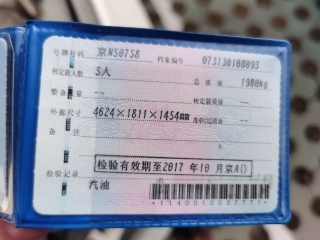 号牌号码 京N507S8 档案编号 073130108093
核定载人数 5人 总质量 1980kg
整备质量 -- 核定载质量 --
外廓尺寸 4624×1811×1454mm 准牵引总质量 --
备注 --
检验有效期至2017 年10 月京A()
检验记录
汽油
*1140010037771*